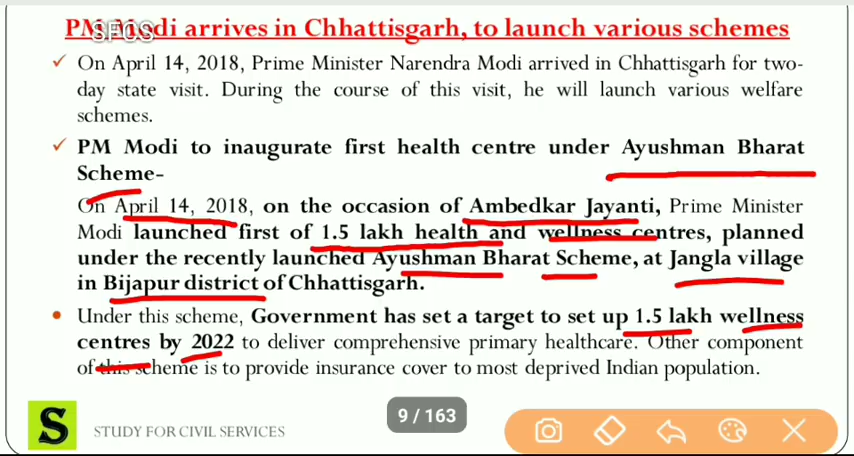 PM Modi arrives in Chhattisgarh, to launch various schemes
SFCS
✓ On April 14, 2018, Prime Minister Narendra Modi arrived in Chhattisgarh for two-
day state visit. During the course of this visit, he will launch various welfare
schemes.
✓ PM Modi to inaugurate first health centre under Ayushman Bharat
Scheme-
On April 14, 2018, on the occasion of Ambedkar Jayanti, Prime Minister
Modi launched first of 1.5 lakh health and wellness centres, planned
under the recently launched Ayushman Bharat Scheme, at Jangla village
in Bijapur district of Chhattisgarh.
• Under this scheme, Government has set a target to set up 1.5 lakh wellness
centres by 2022 to deliver comprehensive primary healthcare. Other component
of this scheme is to provide insurance cover to most deprived Indian population.
S
STUDY FOR CIVIL SERVICES
9 / 163